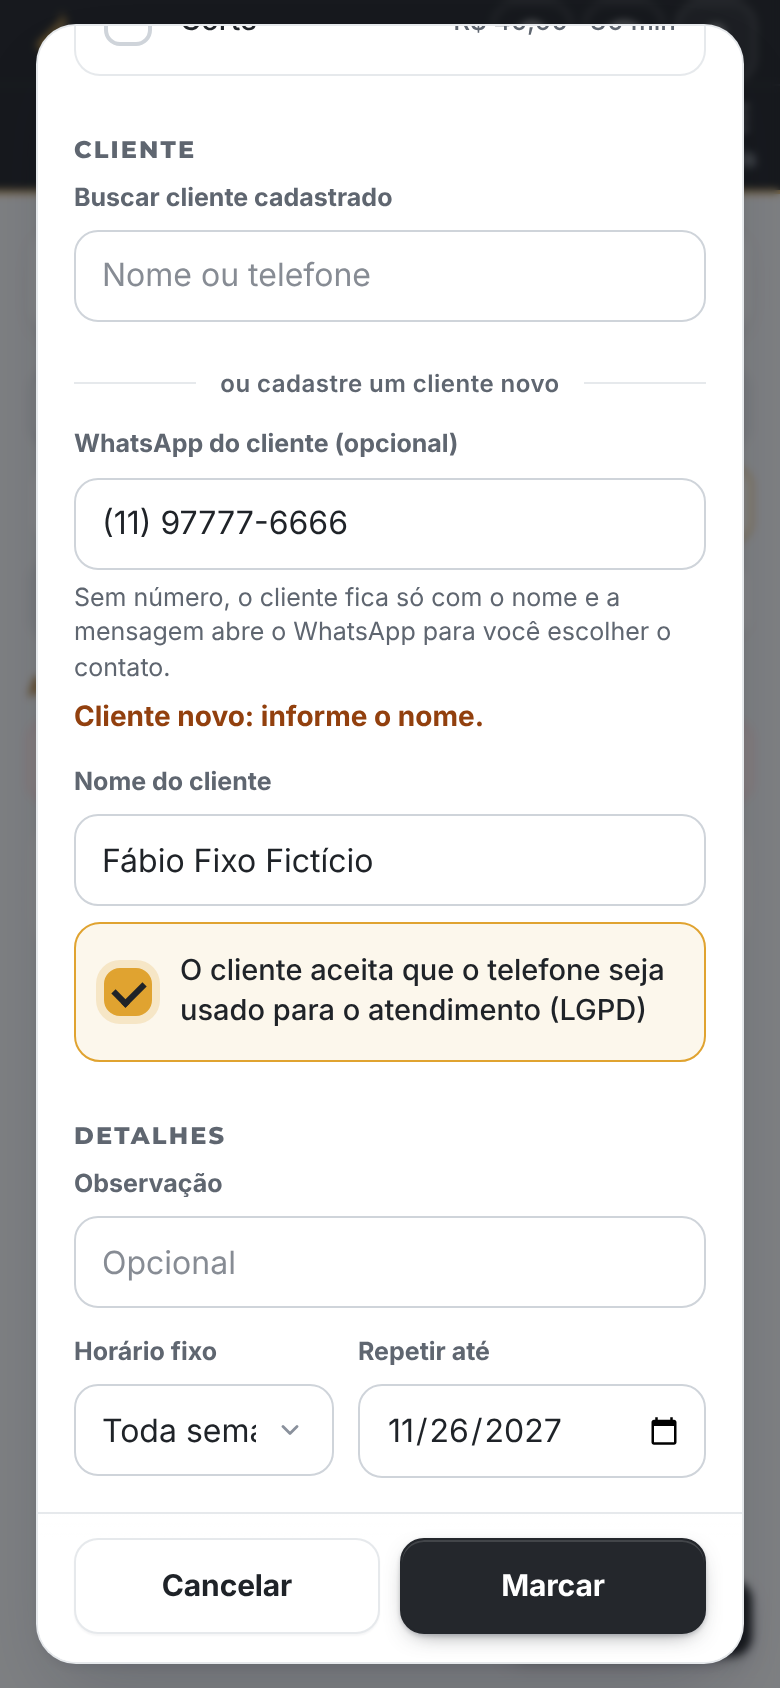 CLIENTE
Buscar cliente cadastrado
Nome ou telefone
ou cadastre um cliente novo
WhatsApp do cliente (opcional)
(11) 97777-6666
Sem número, o cliente fica só com o nome e a
mensagem abre o WhatsApp para você escolher o
contato.
Cliente novo: informe o nome.
Nome do cliente
Fábio Fixo Fictício
O cliente aceita que o telefone seja
usado para o atendimento (LGPD)
DETALHES
Observação
Opcional
Horário fixo Repetir até
Toda sema 11/26/2027
Cancelar Marcar